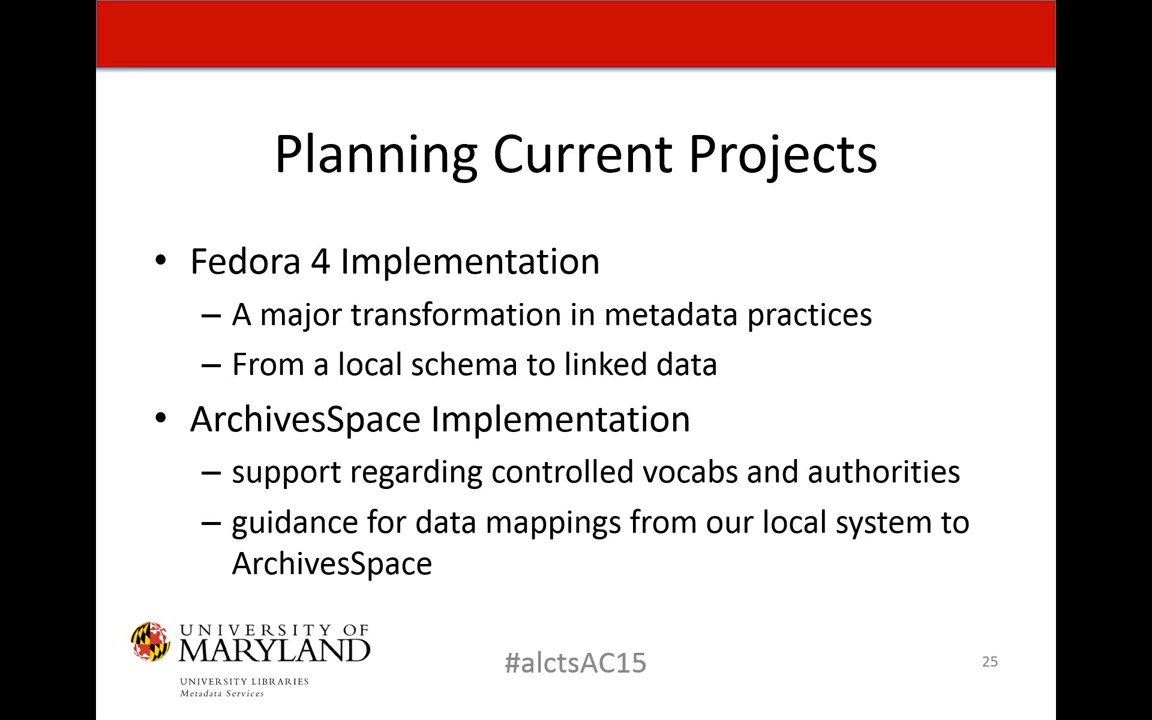 Planning Current Projects
• Fedora 4 Implementation
– A major transformation in metadata practices
– From a local schema to linked data
• ArchivesSpace Implementation
– support regarding controlled vocabs and authorities
– guidance for data mappings from our local system to
ArchivesSpace
UNIVERSITY OF
MARYLAND
UNIVERSITY LIBRARIES
Metadata Services
#alctsAC15
25